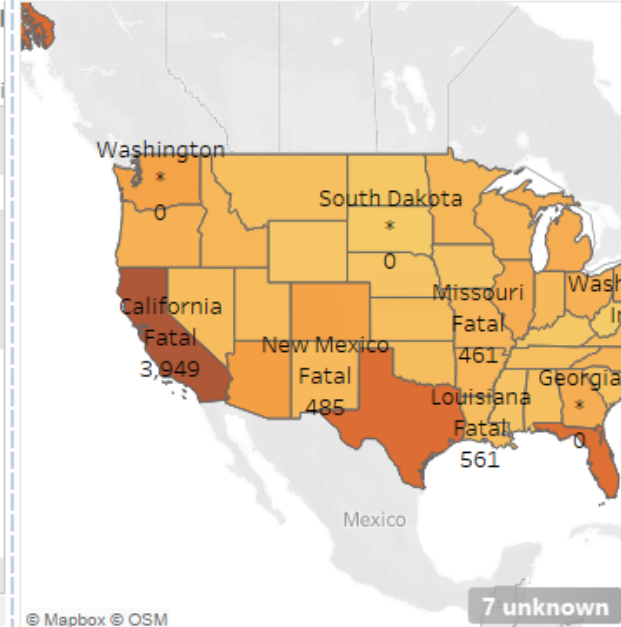 Washington
*
0
South Dakota
*
0
California
Fatal
3,949
New Mexico
Fatal
485
Missouri
Fatal
461
Louisiana
Fatal
561
Wash
Georgia
*
0
Mexico
7 unknown
© Mapbox © OSM